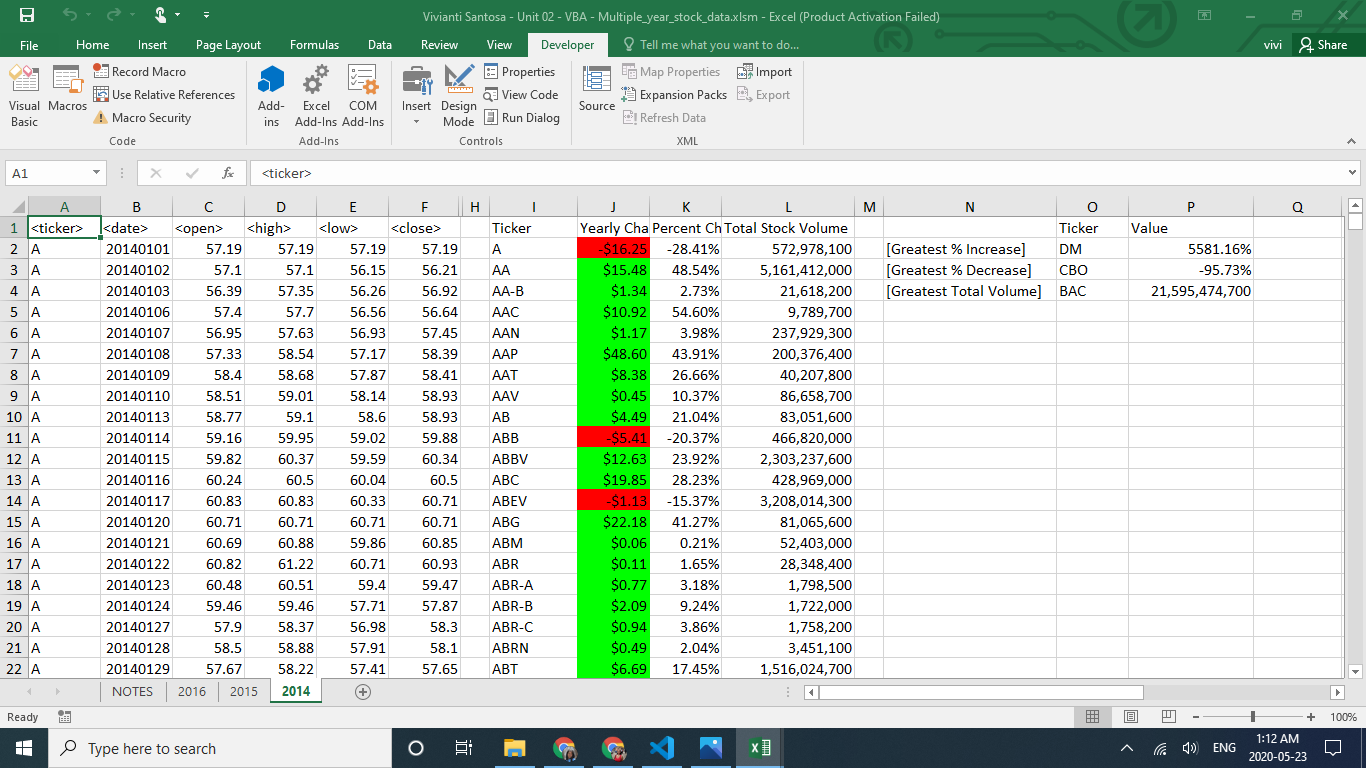 Vivianti Santosa - Unit 02 - VBA - Multiple_year_stock_data.xlsm - Excel (Product Activation Failed)
File Home Insert Page Layout Formulas Data Review View Developer Tell me what you want to do... vivi Share
Visual Basic
Macros
Record Macro
Use Relative References
Macro Security
Add-ins
Excel Add-Ins
COM Add-Ins
Insert
Design Mode
Properties
View Code
Run Dialog
Source
Map Properties
Expansion Packs
Refresh Data
Import
Export
Code Add-Ins Controls XML
A1 fx <ticker>
A B C D E F H I J K L M N O P Q
1 <ticker> <date> <open> <high> <low> <close> Ticker Yearly Cha Percent Ch Total Stock Volume Ticker Value
2 A 20140101 57.19 57.19 57.19 57.19 A -$16.25 -28.41% 572,978,100 [Greatest % Increase] DM 5581.16%
3 A 20140102 57.1 57.1 56.15 56.21 AA $15.48 48.54% 5,161,412,000 [Greatest % Decrease] CBO -95.73%
4 A 20140103 56.39 57.35 56.26 56.92 AA-B $1.34 2.73% 21,618,200 [Greatest Total Volume] BAC 21,595,474,700
5 A 20140106 57.4 57.7 56.56 56.64 AAC $10.92 54.60% 9,789,700
6 A 20140107 56.95 57.63 56.93 57.45 AAN $1.17 3.98% 237,929,300
7 A 20140108 57.33 58.54 57.17 58.39 AAP $48.60 43.91% 200,376,400
8 A 20140109 58.4 58.68 57.87 58.41 AAT $8.38 26.66% 40,207,800
9 A 20140110 58.51 59.01 58.14 58.93 AAV $0.45 10.37% 86,658,700
10 A 20140113 58.77 59.1 58.6 58.93 AB $4.49 21.04% 83,051,600
11 A 20140114 59.16 59.95 59.02 59.88 ABB -$5.41 -20.37% 466,820,000
12 A 20140115 59.82 60.37 59.59 60.34 ABBV $12.63 23.92% 2,303,237,600
13 A 20140116 60.24 60.5 60.04 60.5 ABC $19.85 28.23% 428,969,000
14 A 20140117 60.83 60.83 60.33 60.71 ABEV -$1.13 -15.37% 3,208,014,300
15 A 20140120 60.71 60.71 60.71 60.71 ABG $22.18 41.27% 81,065,600
16 A 20140121 60.69 60.88 59.86 60.85 ABM $0.06 0.21% 52,403,000
17 A 20140122 60.82 61.22 60.71 60.93 ABR $0.11 1.65% 28,348,400
18 A 20140123 60.48 60.51 59.4 59.47 ABR-A $0.77 3.18% 1,798,500
19 A 20140124 59.46 59.46 57.71 57.87 ABR-B $2.09 9.24% 1,722,000
20 A 20140127 57.9 58.37 56.98 58.3 ABR-C $0.94 3.86% 1,758,200
21 A 20140128 58.5 58.88 57.91 58.1 ABRN $0.49 2.04% 3,451,100
22 A 20140129 57.67 58.22 57.41 57.65 ABT $6.69 17.45% 1,516,024,700
NOTES 2016 2015 2014
Ready 100%
Type here to search ENG 1:12 AM
2020-05-23